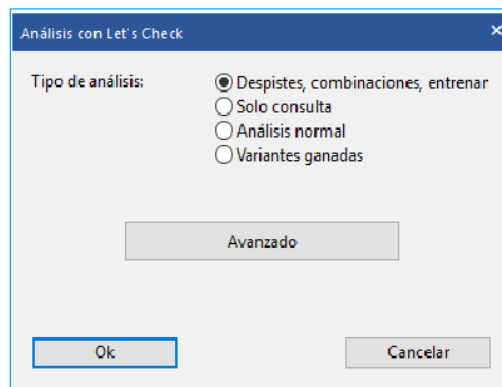 Análisis con Let's Check
Tipo de análisis:
Despistes, combinaciones, entrenar
Solo consulta
Análisis normal
Variantes ganadas
Avanzado
Ok
Cancelar